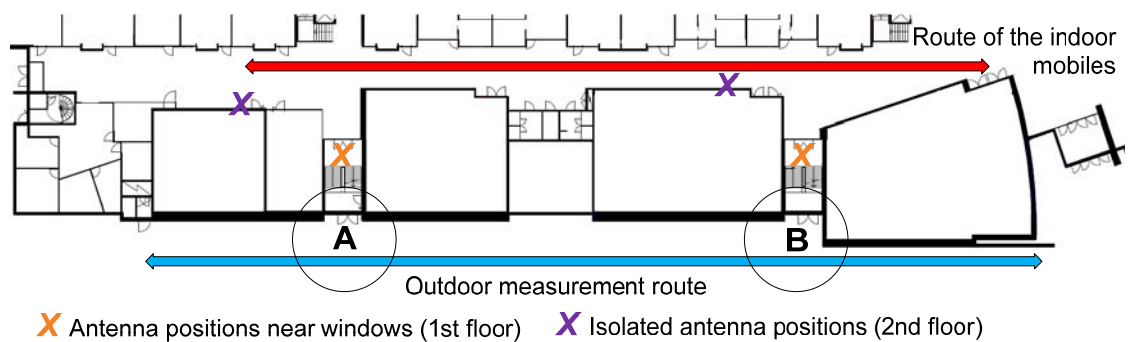 Route of the indoor
mobiles
X
X
X
X
A
B
Outdoor measurement route
X Antenna positions near windows (1st floor)
X Isolated antenna positions (2nd floor)